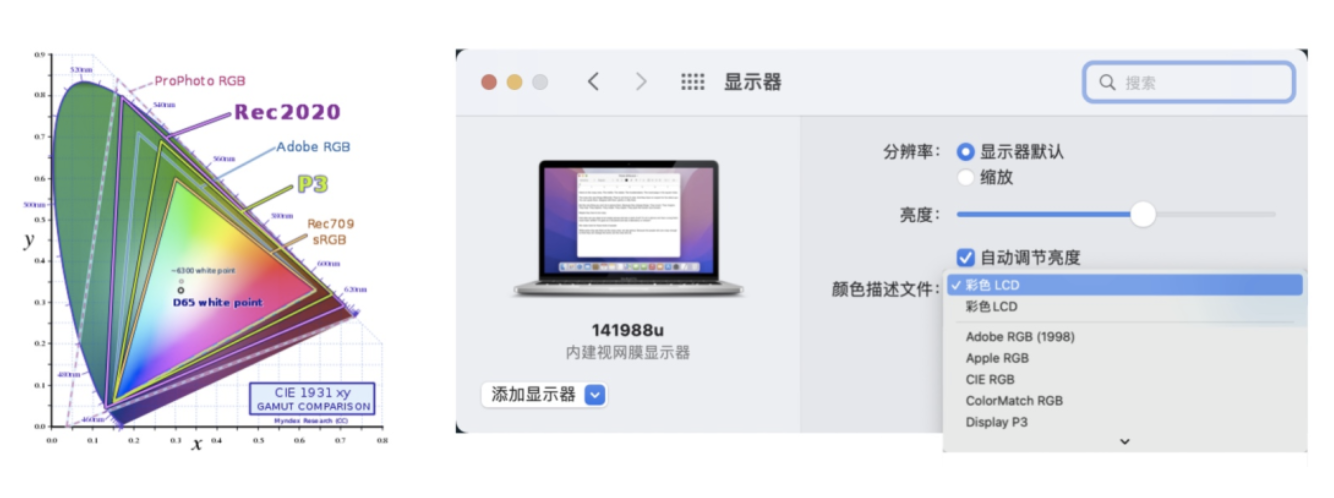 0.9
0.8
0.7
0.6
0.5
0.4
0.3
0.2
0.1
0.0
y
0.0 0.1 0.2 0.3 0.4 0.5 0.6 0.7 0.8
x
520nm
540nm
560nm
580nm
600nm
620nm
500nm
480nm
460nm
ProPhoto RGB
Rec2020
Adobe RGB
P3
Rec709
sRGB
~6300 white point
D65 white point
CIE 1931 xy
GAMUT COMPARISON
Myndex Research (CC)
显示器
搜索
141988u
内建视网膜显示器
添加显示器
分辨率: 显示器默认
缩放
亮度:
自动调节亮度
颜色描述文件: ✓ 彩色 LCD
彩色 LCD
Adobe RGB (1998)
Apple RGB
CIE RGB
ColorMatch RGB
Display P3